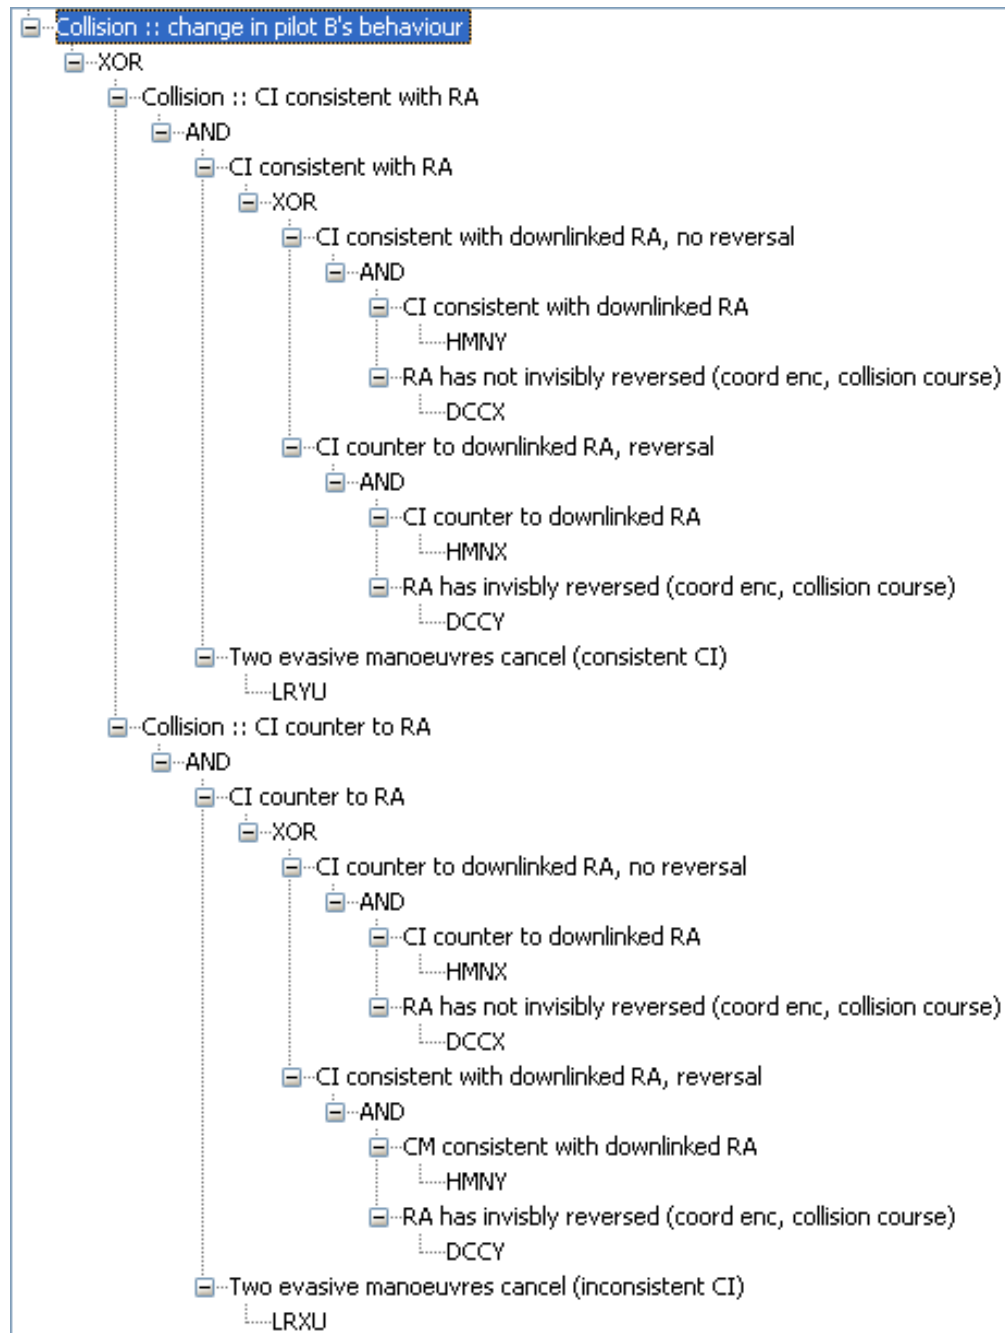 Collision :: change in pilot B's behaviour
XOR
Collision :: CI consistent with RA
AND
CI consistent with RA
XOR
CI consistent with downlinked RA, no reversal
AND
CI consistent with downlinked RA
HMNY
RA has not invisibly reversed (coord enc, collision course)
DCCX
CI counter to downlinked RA, reversal
AND
CI counter to downlinked RA
HMNX
RA has invisbly reversed (coord enc, collision course)
DCCY
Two evasive manoeuvres cancel (consistent CI)
LRYU
Collision :: CI counter to RA
AND
CI counter to RA
XOR
CI counter to downlinked RA, no reversal
AND
CI counter to downlinked RA
HMNX
RA has not invisibly reversed (coord enc, collision course)
DCCX
CI consistent with downlinked RA, reversal
AND
CM consistent with downlinked RA
HMNY
RA has invisbly reversed (coord enc, collision course)
DCCY
Two evasive manoeuvres cancel (inconsistent CI)
LRXU